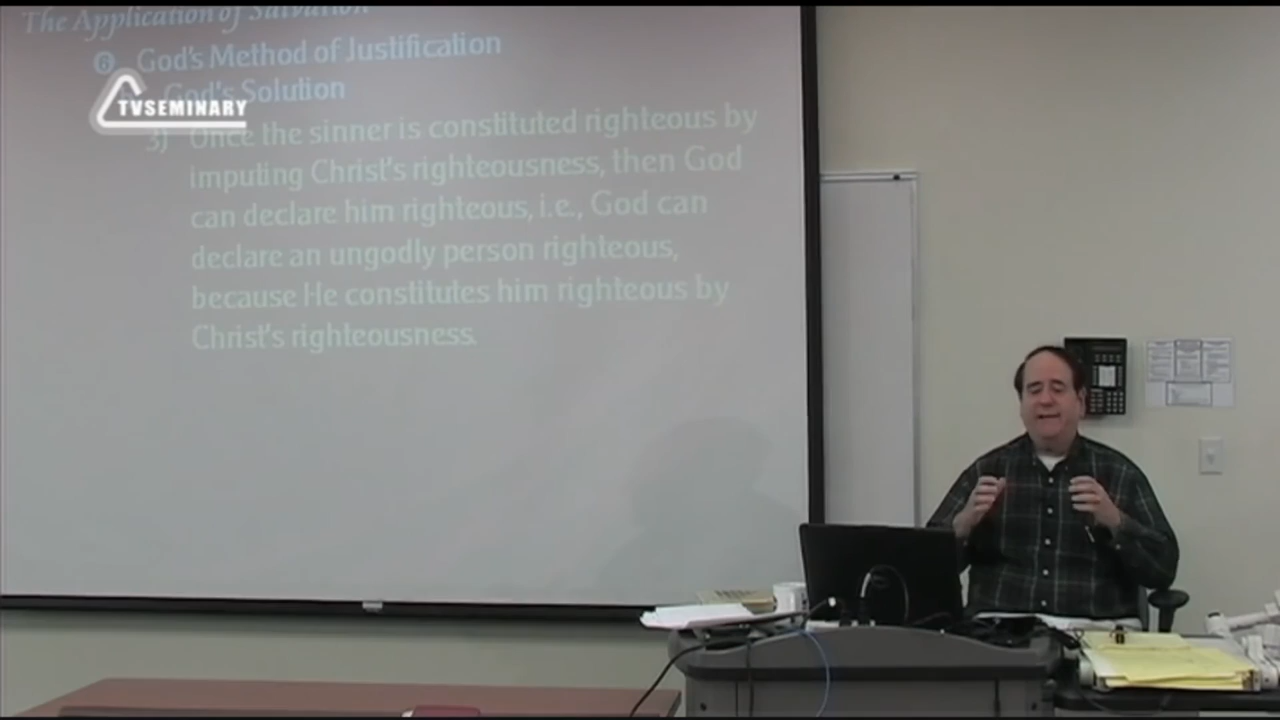 The Application of Salvation
6 God's Method of Justification
God's Solution
TVSEMINARY
3) Once the sinner is constituted righteous by
imputing Christ's righteousness, then God
can declare him righteous, i.e., God can
declare an ungodly person righteous,
because He constitutes him righteous by
Christ's righteousness.